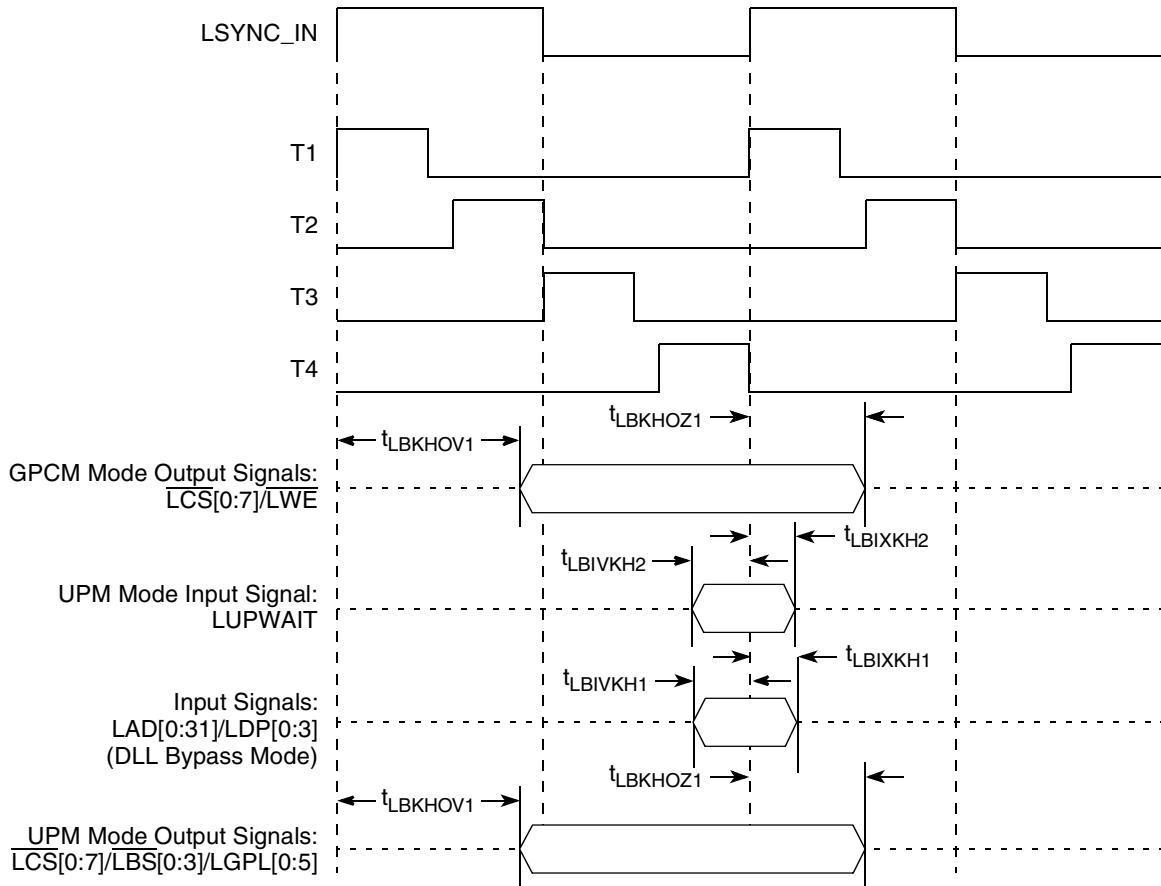 LSYNC_IN
T1
T2
T3
T4
tLBKHOZ1
tLBKHOV1
GPCM Mode Output Signals:
LCS[0:7]/LWE
tLBIXKH2
tLBIVKH2
UPM Mode Input Signal:
LUPWAIT
tLBIXKH1
tLBIVKH1
Input Signals:
LAD[0:31]/LDP[0:3]
(DLL Bypass Mode)
tLBKHOZ1
tLBKHOV1
UPM Mode Output Signals:
LCS[0:7]/LBS[0:3]/LGPL[0:5]